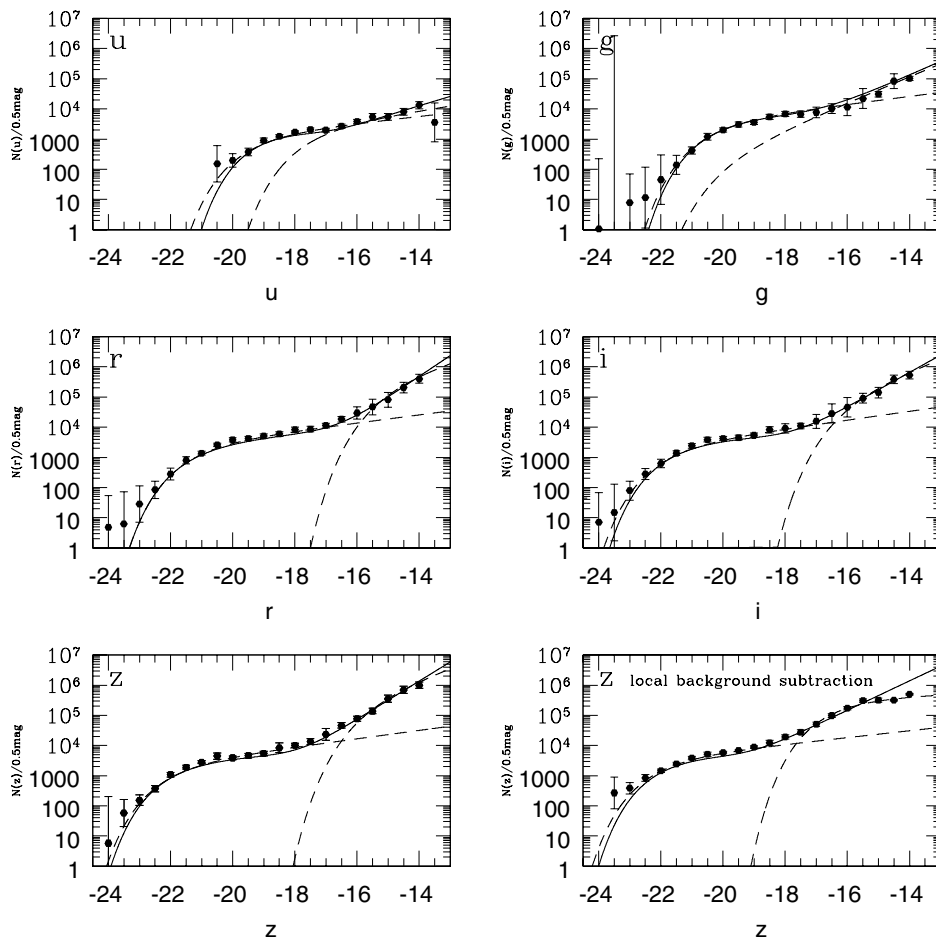 u
N(u)/0.5mag
10⁷
10⁶
10⁵
10⁴
1000
100
10
1
-24 -22 -20 -18 -16 -14
u
g
N(g)/0.5mag
10⁷
10⁶
10⁵
10⁴
1000
100
10
1
-24 -22 -20 -18 -16 -14
g
r
N(r)/0.5mag
10⁷
10⁶
10⁵
10⁴
1000
100
10
1
-24 -22 -20 -18 -16 -14
r
i
N(i)/0.5mag
10⁷
10⁶
10⁵
10⁴
1000
100
10
1
-24 -22 -20 -18 -16 -14
i
z
N(z)/0.5mag
10⁷
10⁶
10⁵
10⁴
1000
100
10
1
-24 -22 -20 -18 -16 -14
z
z local background subtraction
N(z)/0.5mag
10⁷
10⁶
10⁵
10⁴
1000
100
10
1
-24 -22 -20 -18 -16 -14
z